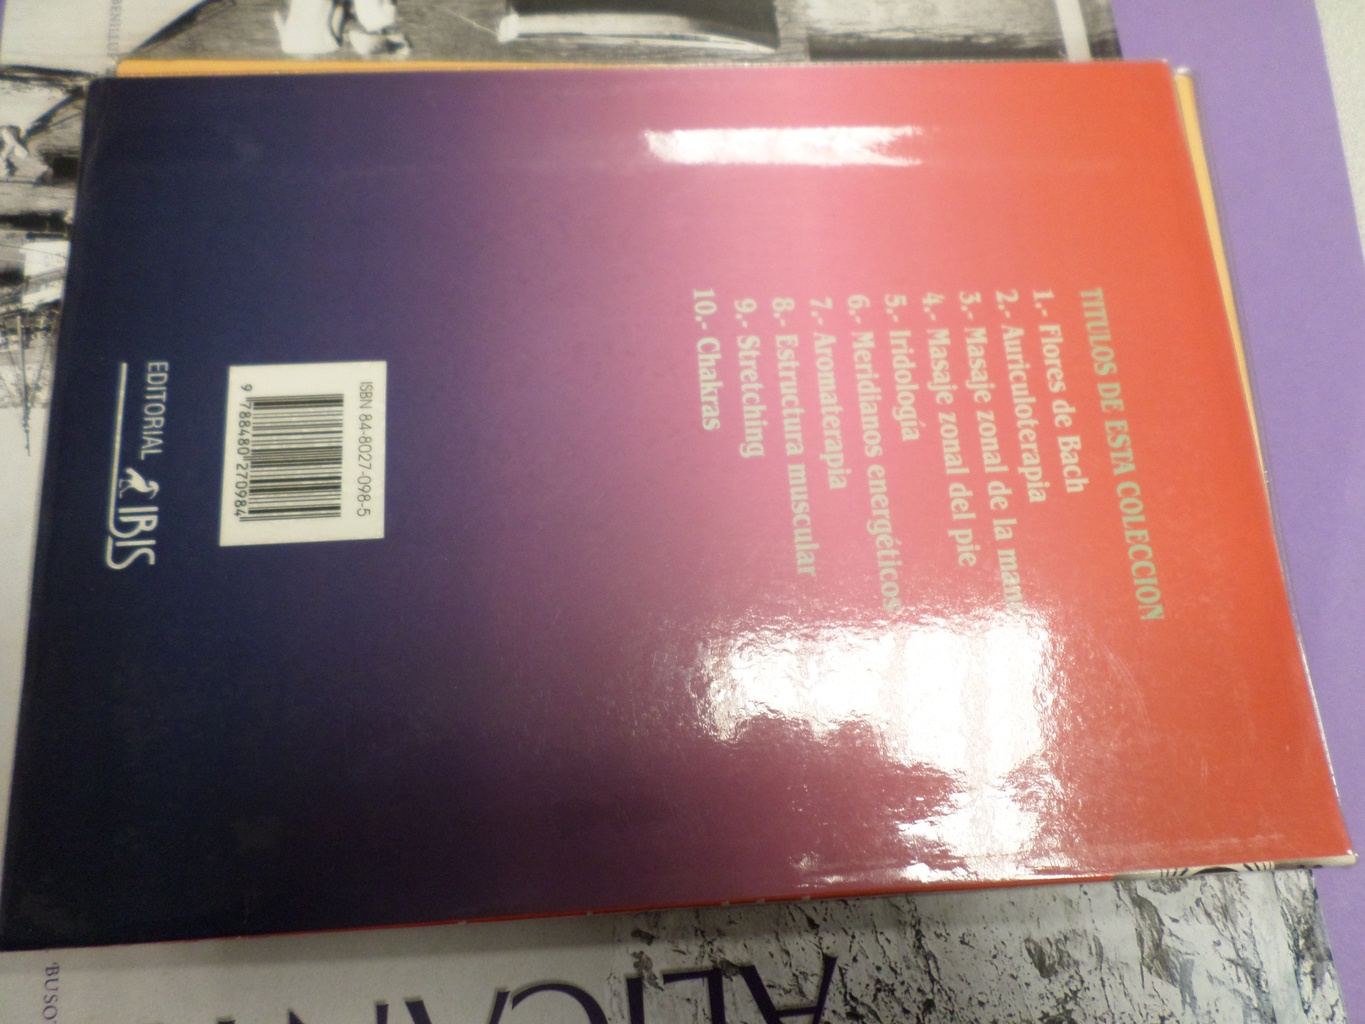 TITULOS DE ESTA COLECCION
1.- Flores de Bach
2.- Auriculoterapia
3.- Masaje zonal de la mano
4.- Masaje zonal del pie
5.- Iridología
6.- Meridianos energéticos
7.- Aromaterapia
8.- Estructura muscular
9.- Stretching
10.- Chakras
ISBN 84-8027-098-5
9 788480 270984
EDITORIAL IBIS